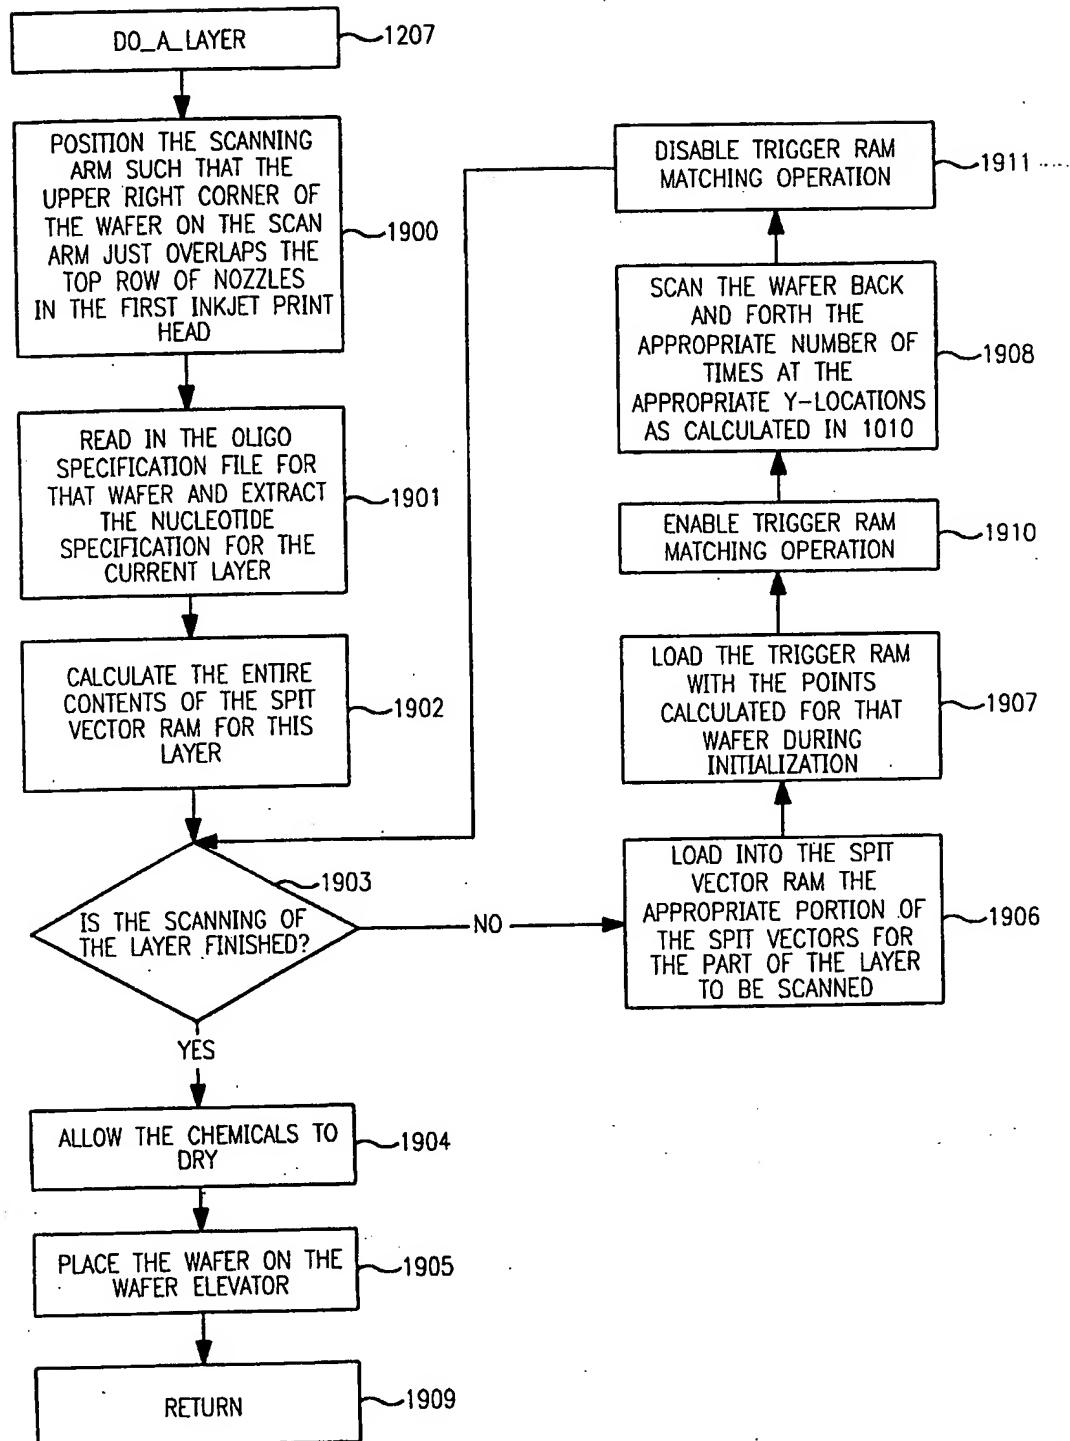 DO_A_LAYER
1207
POSITION THE SCANNING
ARM SUCH THAT THE
UPPER RIGHT CORNER OF
THE WAFER ON THE SCAN
ARM JUST OVERLAPS THE
TOP ROW OF NOZZLES
IN THE FIRST INKJET PRINT
HEAD
1900
READ IN THE OLIGO
SPECIFICATION FILE FOR
THAT WAFER AND EXTRACT
THE NUCLEOTIDE
SPECIFICATION FOR THE
CURRENT LAYER
1901
CALCULATE THE ENTIRE
CONTENTS OF THE SPIT
VECTOR RAM FOR THIS
LAYER
1902
1903
IS THE SCANNING OF
THE LAYER FINISHED?
NO
YES
ALLOW THE CHEMICALS TO
DRY
1904
PLACE THE WAFER ON THE
WAFER ELEVATOR
1905
RETURN
1909
DISABLE TRIGGER RAM
MATCHING OPERATION
1911
SCAN THE WAFER BACK
AND FORTH THE
APPROPRIATE NUMBER OF
TIMES AT THE
APPROPRIATE Y-LOCATIONS
AS CALCULATED IN 1010
1908
ENABLE TRIGGER RAM
MATCHING OPERATION
1910
LOAD THE TRIGGER RAM
WITH THE POINTS
CALCULATED FOR THAT
WAFER DURING
INITIALIZATION
1907
LOAD INTO THE SPIT
VECTOR RAM THE
APPROPRIATE PORTION OF
THE SPIT VECTORS FOR
THE PART OF THE LAYER
TO BE SCANNED
1906